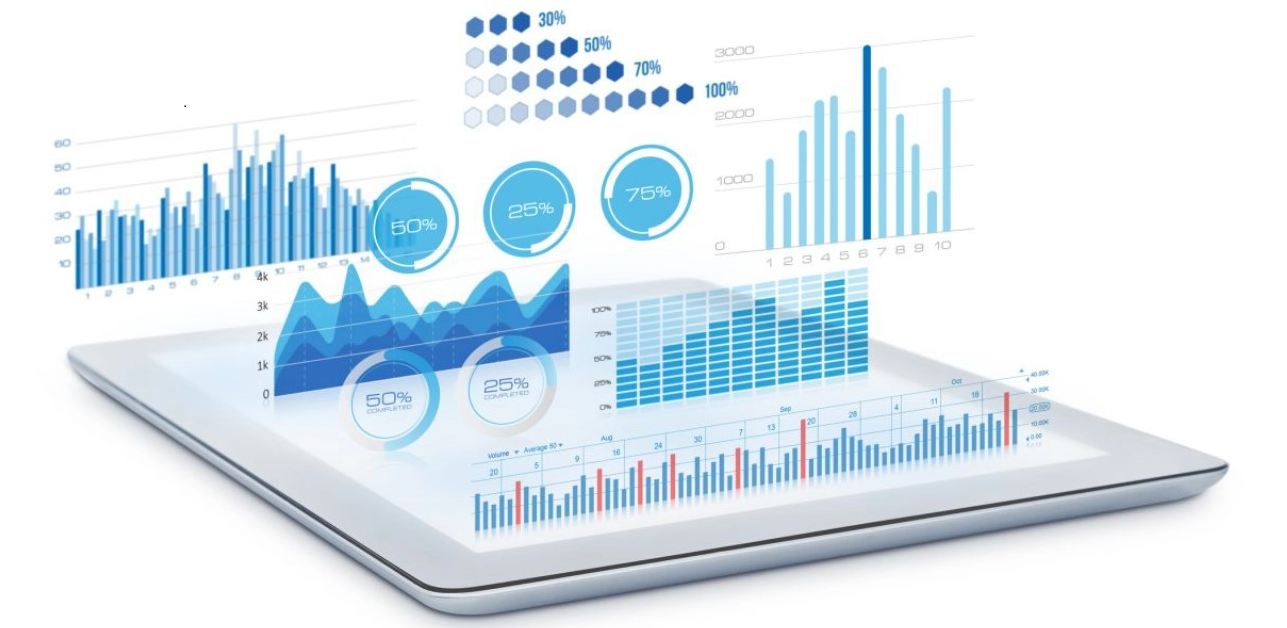 30%
50%
70%
100%
3000
2000
1000
0
1 2 3 4 5 6 7 8 9 10
60
50
40
30
20
10
1 2 3 4 5 6 7 8 9 10 11 12 13 14
50%
25%
75%
4k
3k
2k
1k
0
100%
75%
50%
25%
0%
50%
COMPLETED
25%
COMPLETED
Volume Average 50
Aug
Sep
Oct
20 5 9 16 24 30 7 13 20 28 4 11 18
40.00K
30.00K
20.00K
10.00K
0.00